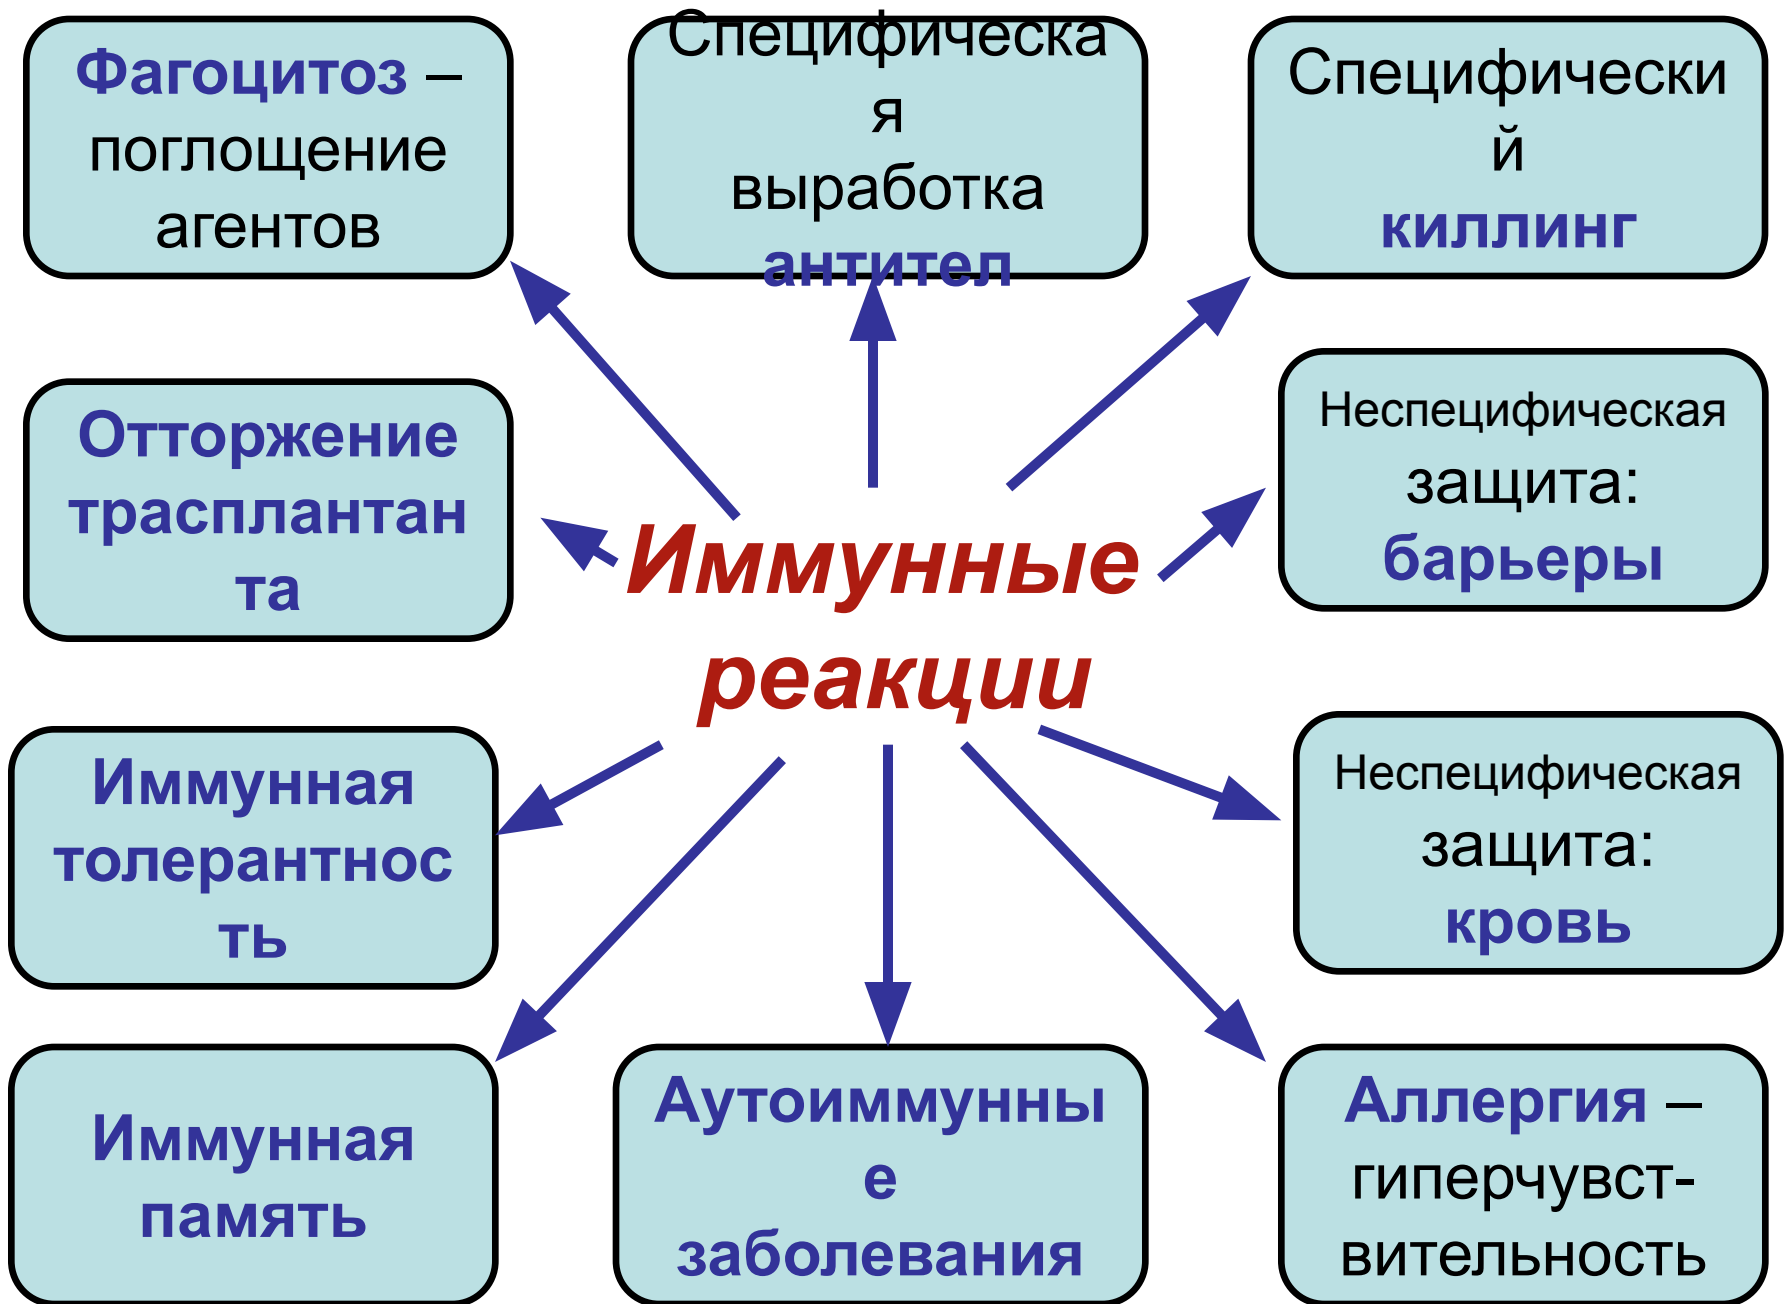 Фагоцитоз –
поглощение
агентов
Специфическа
я
выработка
антител
Специфически
й
киллинг
Отторжение
трасплантан
та
Неспецифическая
защита:
барьеры
Иммунные
реакции
Иммунная
толерантнос
ть
Неспецифическая
защита:
кровь
Иммунная
память
Аутоиммунны
е
заболевания
Аллергия –
гиперчувст-
вительность